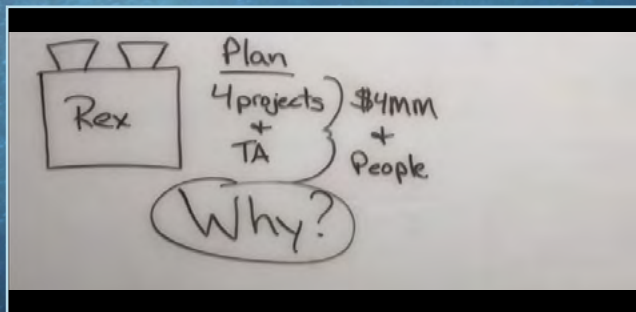 Rex
Plan
4 projects
+
TA
$4MM
+
People
Why?